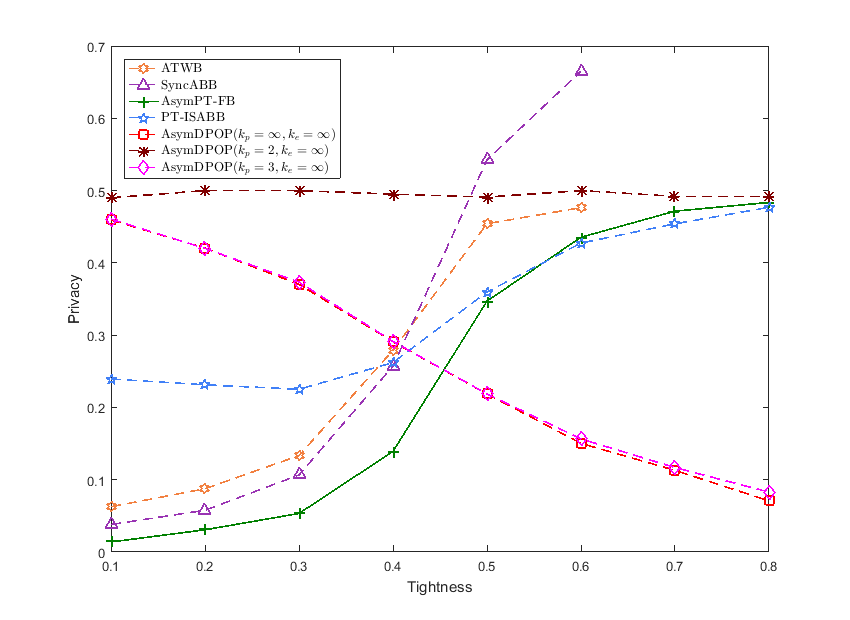 0.7
0.6
0.5
0.4
0.3
0.2
0.1
0
Privacy
ATWB
SyncABB
AsymPT-FB
PT-ISABB
AsymDPOP(k_p = ∞, k_e = ∞)
AsymDPOP(k_p = 2, k_e = ∞)
AsymDPOP(k_p = 3, k_e = ∞)
0.1 0.2 0.3 0.4 0.5 0.6 0.7 0.8
Tightness